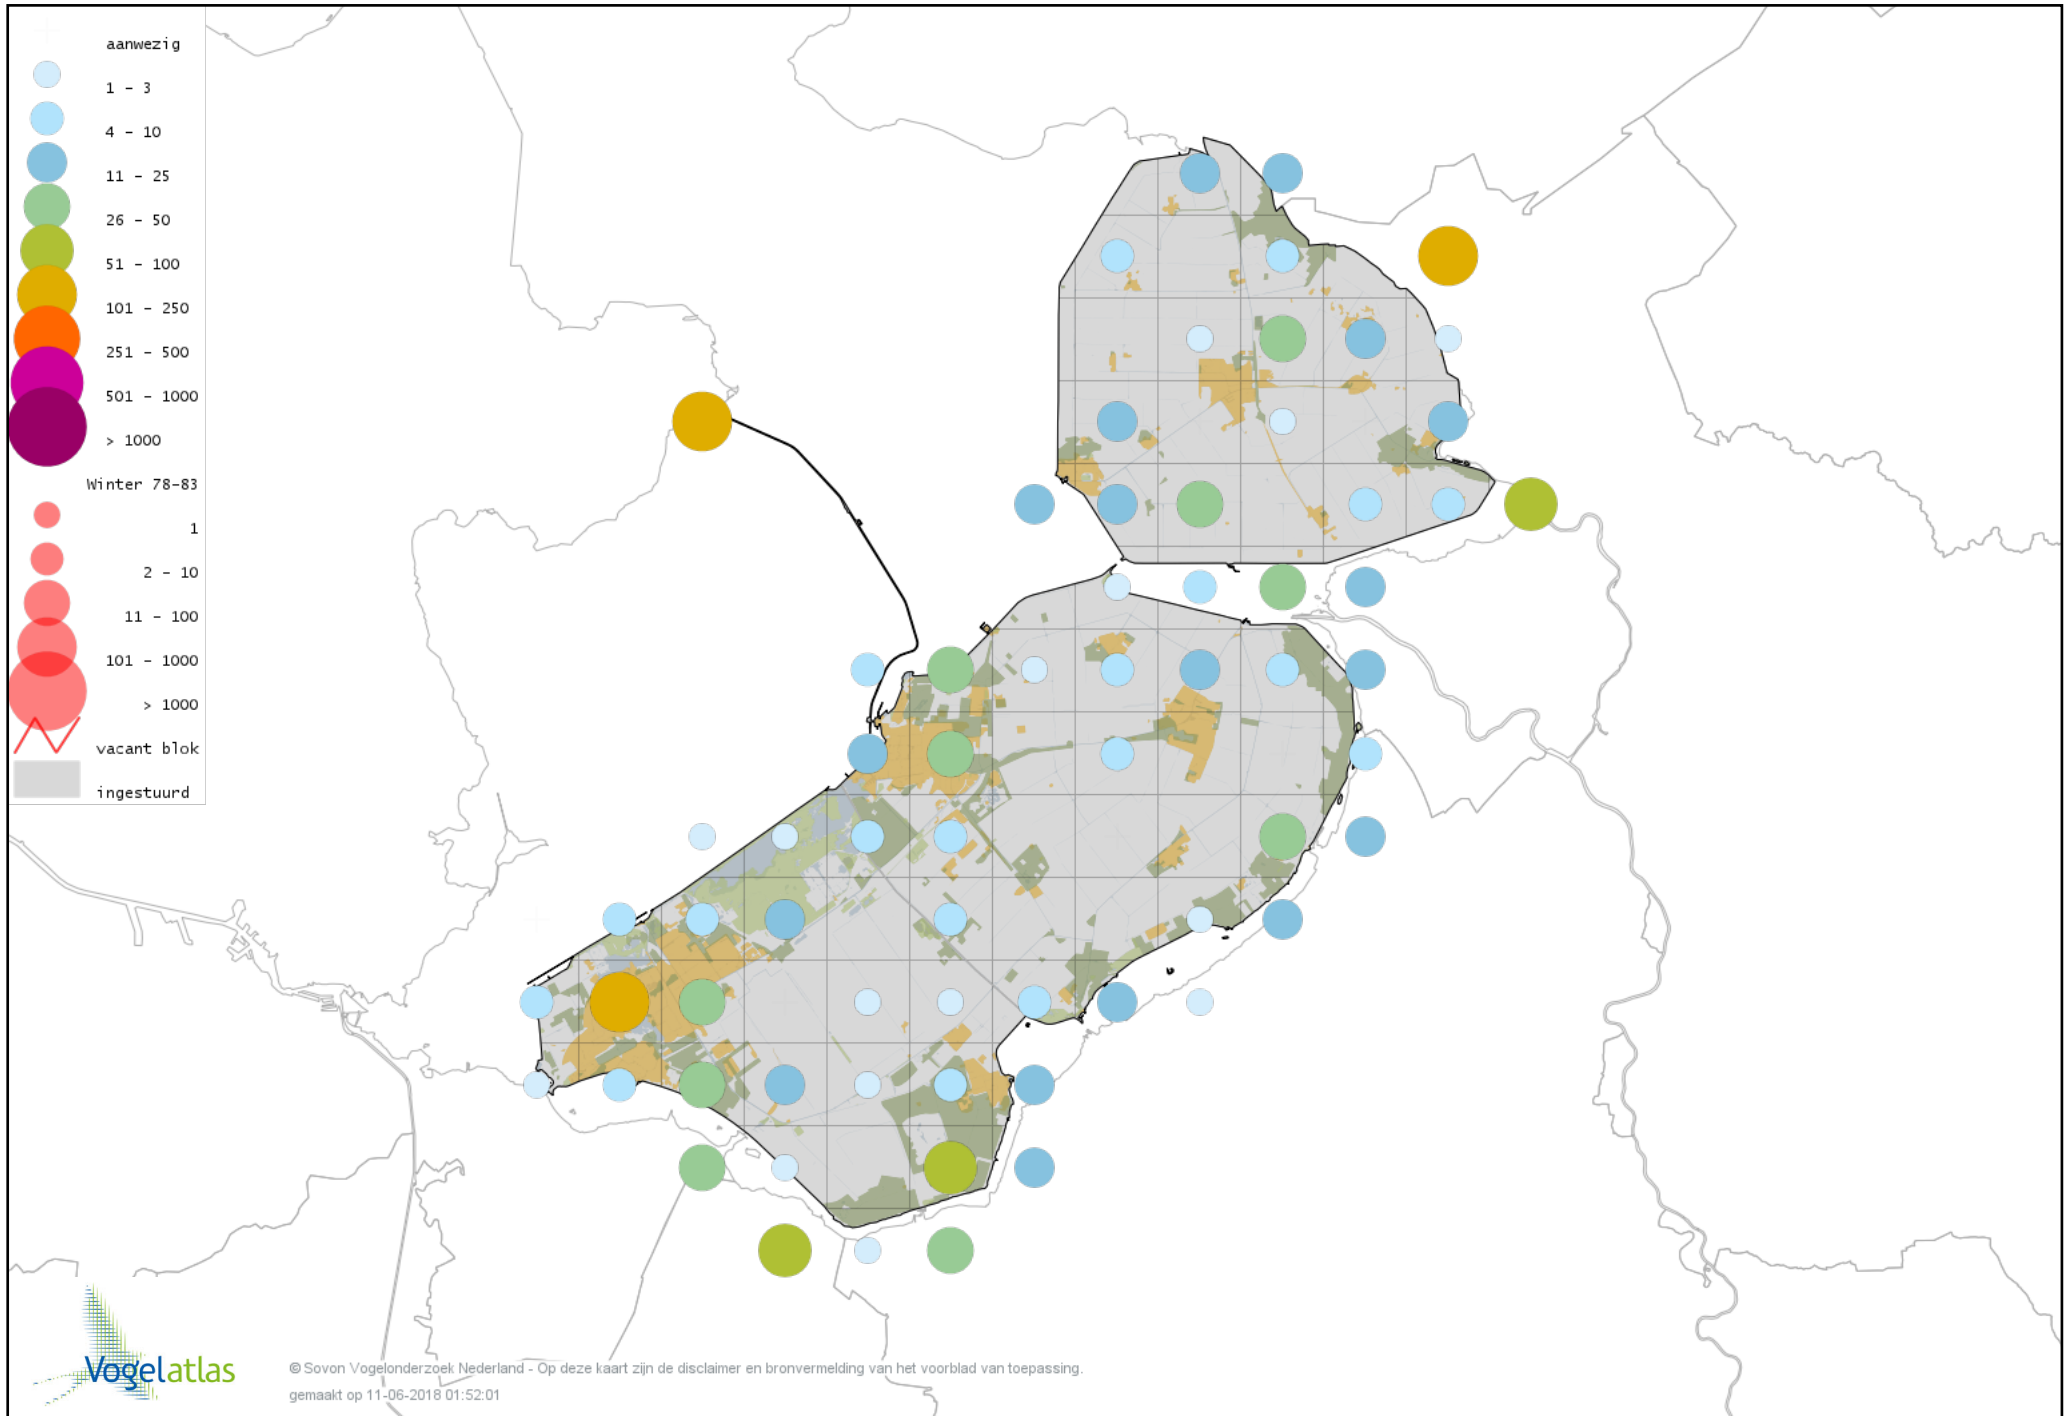 aanwezig
1 - 3
4 - 10
11 - 25
26 - 50
51 - 100
101 - 250
251 - 500
501 - 1000
> 1000
Winter 78-83
1
2 - 10
11 - 100
101 - 1000
> 1000
vacant blok
ingestuurd
Vogelatlas
© Sovon Vogelonderzoek Nederland - Op deze kaart zijn de disclaimer en bronvermelding van het voorblad van toepassing.
gemaakt op 11-06-2018 01:52:01